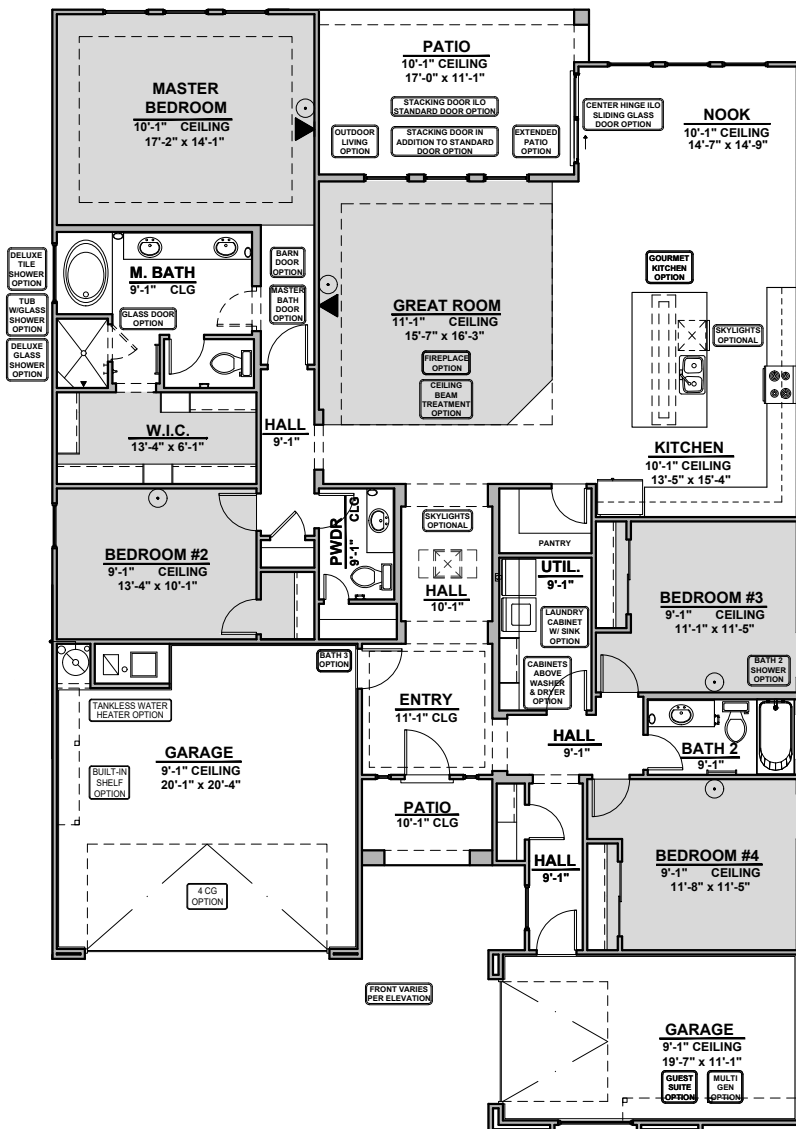 MASTER
BEDROOM
10'-1" CEILING
17'-2" x 14'-1"
PATIO
10'-1" CEILING
17'-0" x 11'-1"
STACKING DOOR ILO
STANDARD DOOR OPTION
OUTDOOR
LIVING
OPTION
STACKING DOOR IN
ADDITION TO STANDARD
DOOR OPTION
EXTENDED
PATIO
OPTION
CENTER HINGE ILO
SLIDING GLASS
DOOR OPTION
NOOK
10'-1" CEILING
14'-7" x 14'-9"
DELUXE
TILE
SHOWER
OPTION
TUB
W/GLASS
SHOWER
OPTION
DELUXE
GLASS
SHOWER
OPTION
M. BATH
9'-1" CLG
GLASS DOOR
OPTION
BARN
DOOR
OPTION
MASTER
BATH
DOOR
OPTION
GREAT ROOM
11'-1" CEILING
15'-7" x 16'-3"
FIREPLACE
OPTION
CEILING
BEAM
TREATMENT
OPTION
GOURMET
KITCHEN
OPTION
SKYLIGHTS
OPTIONAL
W.I.C.
13'-4" x 6'-1"
HALL
9'-1"
KITCHEN
10'-1" CEILING
13'-5" x 15'-4"
BEDROOM #2
9'-1" CEILING
13'-4" x 10'-1"
PWDR
9'-1" CLG
SKYLIGHTS
OPTIONAL
HALL
10'-1"
PANTRY
UTIL.
9'-1"
LAUNDRY
CABINET
W/ SINK
OPTION
CABINETS
ABOVE
WASHER
& DRYER
OPTION
BEDROOM #3
9'-1" CEILING
11'-1" x 11'-5"
BATH 2
SHOWER
OPTION
BATH 3
OPTION
TANKLESS WATER
HEATER OPTION
ENTRY
11'-1" CLG
GARAGE
9'-1" CEILING
20'-1" x 20'-4"
BUILT-IN
SHELF
OPTION
HALL
9'-1"
BATH 2
9'-1"
PATIO
10'-1" CLG
HALL
9'-1"
BEDROOM #4
9'-1" CEILING
11'-8" x 11'-5"
4 CG
OPTION
FRONT VARIES
PER ELEVATION
GARAGE
9'-1" CEILING
19'-7" x 11'-1"
GUEST
SUITE
OPTION
MULTI
GEN
OPTION